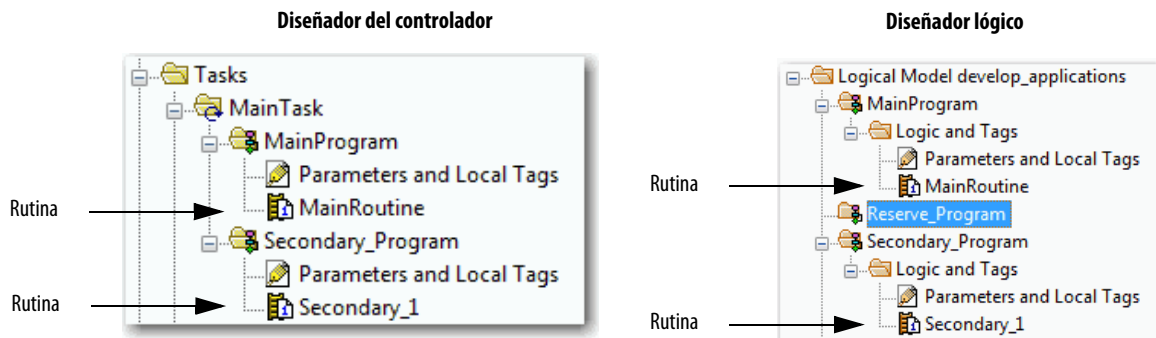 Diseñador del controlador
Tasks
MainTask
MainProgram
Parameters and Local Tags
Rutina
MainRoutine
Secondary_Program
Parameters and Local Tags
Rutina
Secondary_1
Diseñador lógico
Logical Model develop_applications
MainProgram
Logic and Tags
Parameters and Local Tags
Rutina
MainRoutine
Reserve_Program
Secondary_Program
Logic and Tags
Parameters and Local Tags
Rutina
Secondary_1